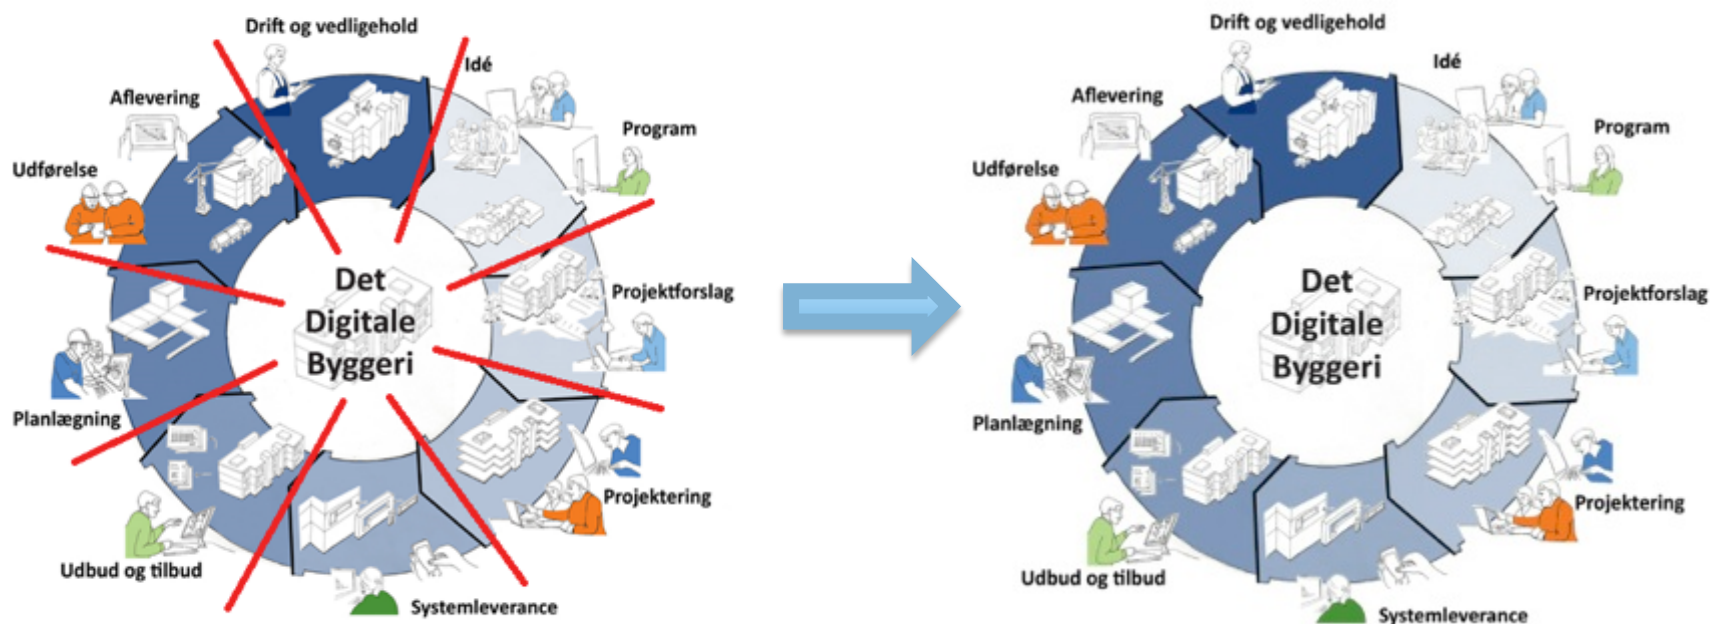 Drift og vedligehold
Idé
Program
Projektforslag
Projektering
Systemleverance
Udbud og tilbud
Planlægning
Udførelse
Aflevering
Det
Digitale
Byggeri
Drift og vedligehold
Idé
Program
Projektforslag
Projektering
Systemleverance
Udbud og tilbud
Planlægning
Udførelse
Aflevering
Det
Digitale
Byggeri